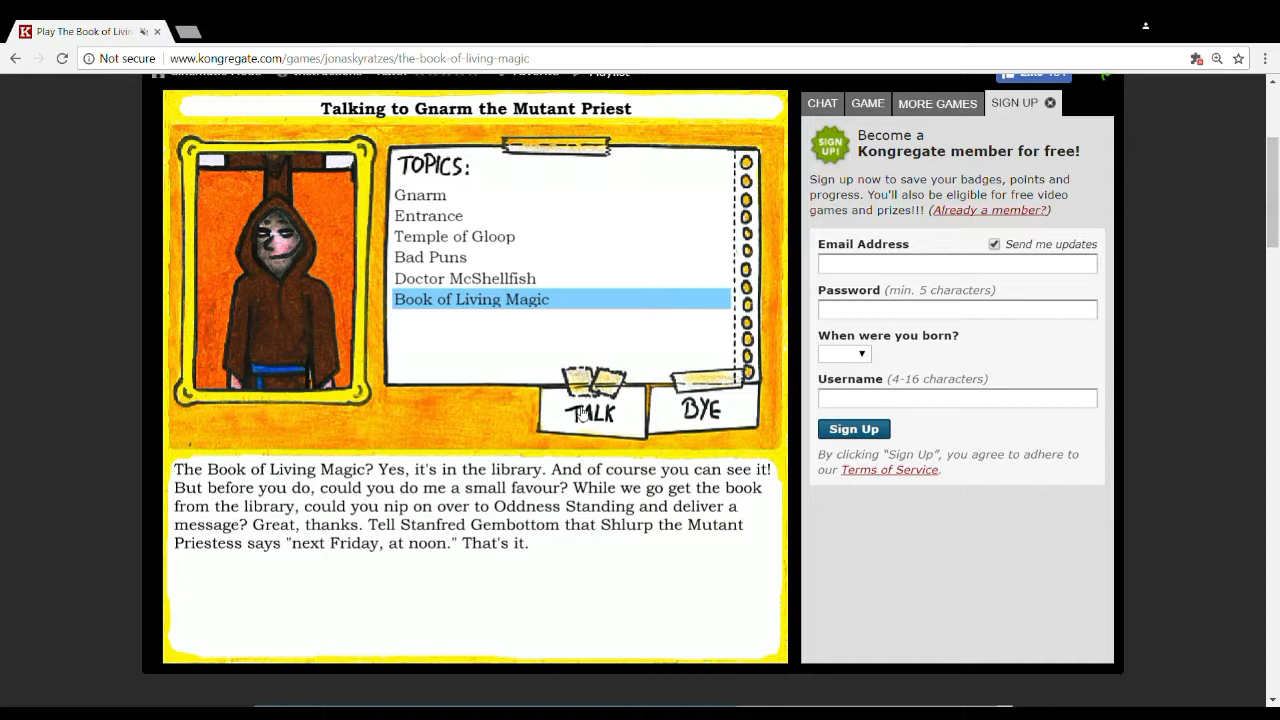 Play The Book of Livin
Not secure
www.kongregate.com/games/jonaskyratzes/the-book-of-living-magic
Playlist
Talking to Gnarm the Mutant Priest
TOPICS:
Gnarm
Entrance
Temple of Gloop
Bad Puns
Doctor McShellfish
Book of Living Magic
TALK
BYE
The Book of Living Magic? Yes, it's in the library. And of course you can see it!
But before you do, could you do me a small favour? While we go get the book
from the library, could you nip on over to Oddness Standing and deliver a
message? Great, thanks. Tell Stanfred Gembottom that Shlurp the Mutant
Priestess says "next Friday, at noon." That's it.
CHAT
GAME
MORE GAMES
SIGN UP
SIGN UP!
Become a
Kongregate member for free!
Sign up now to save your badges, points and
progress. You'll also be eligible for free video
games and prizes!!! (Already a member?)
Email Address
Send me updates
Password (min. 5 characters)
When were you born?
Username (4-16 characters)
Sign Up
By clicking "Sign Up", you agree to adhere to
our Terms of Service.